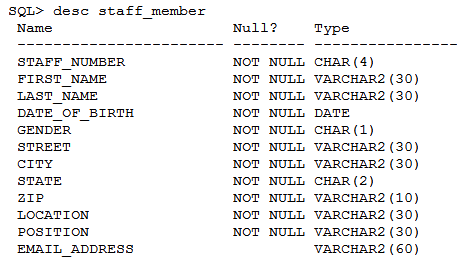 SQL> desc staff_member
 Name                    Null?    Type
 ----------------------- -------- ----------------
 STAFF_NUMBER            NOT NULL CHAR(4)
 FIRST_NAME              NOT NULL VARCHAR2(30)
 LAST_NAME               NOT NULL VARCHAR2(30)
 DATE_OF_BIRTH           NOT NULL DATE
 GENDER                  NOT NULL CHAR(1)
 STREET                  NOT NULL VARCHAR2(30)
 CITY                    NOT NULL VARCHAR2(30)
 STATE                   NOT NULL CHAR(2)
 ZIP                     NOT NULL VARCHAR2(10)
 LOCATION                NOT NULL VARCHAR2(30)
 POSITION                NOT NULL VARCHAR2(30)
 EMAIL_ADDRESS                    VARCHAR2(60)